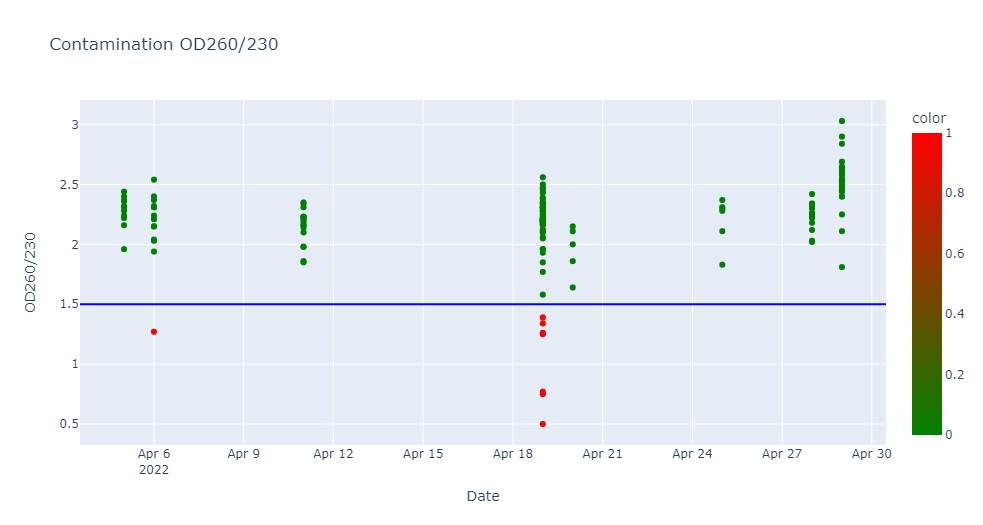 Contamination OD260/230
color
OD260/230
3
2.5
2
1.5
1
0.5
1
0.8
0.6
0.4
0.2
0
Apr 6
2022
Apr 9
Apr 12
Apr 15
Apr 18
Apr 21
Apr 24
Apr 27
Apr 30
Date